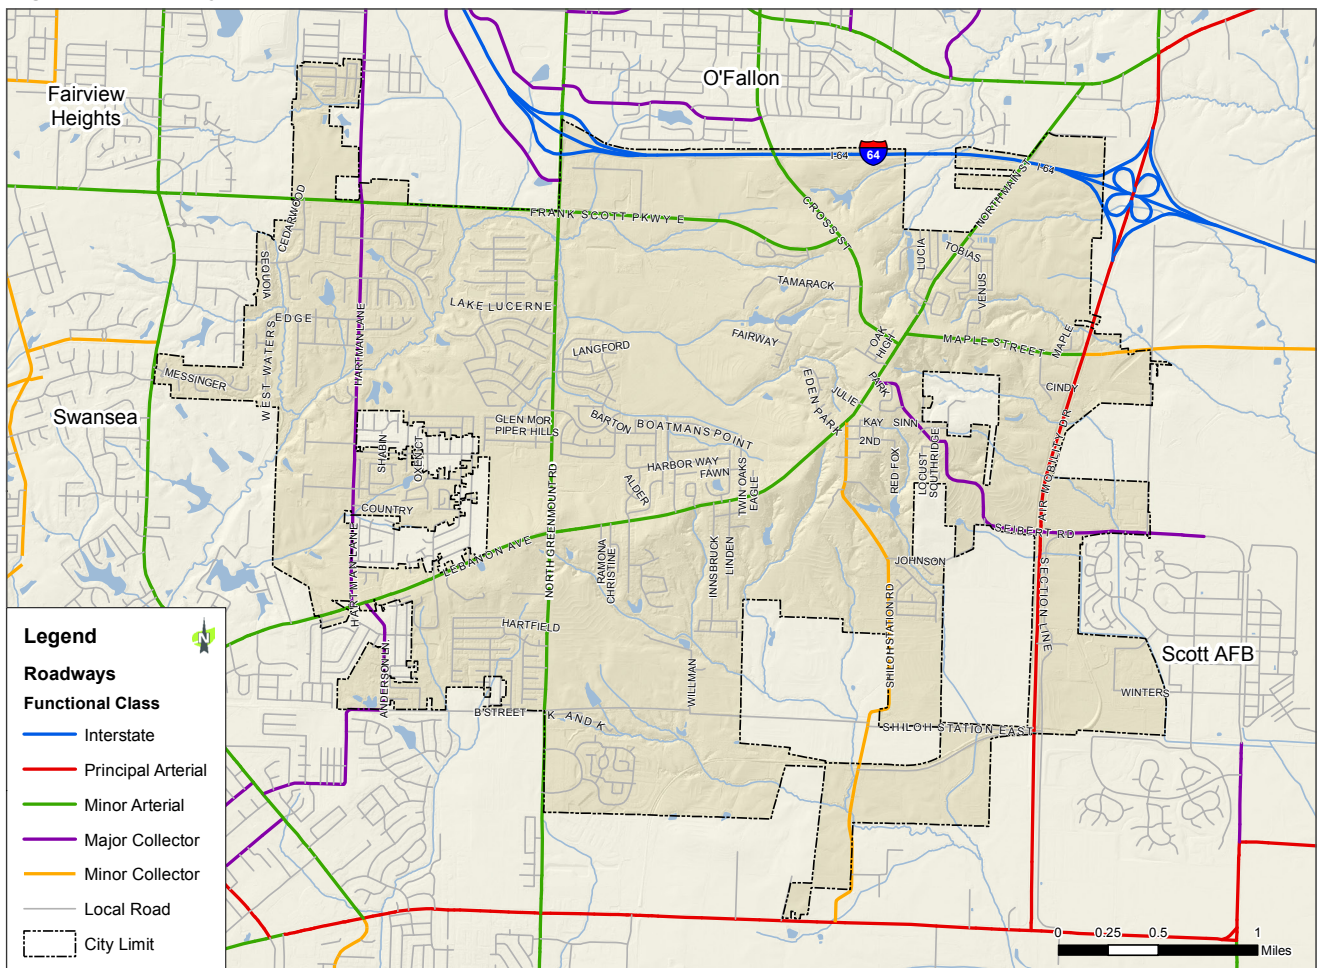 O'Fallon
Fairview
Heights
64
I 64
I 64
NORTH MAIN ST
CEDARWOOD
FRANK SCOTT PKWY E
CROSS ST
LUCIA
TOBIAS
SEQUOIA
TAMARACK
VENUS
LAKE LUCERNE
EDGE
HARTMAN LANE
FAIRWAY
OAK
HIGH
MAPLE STREET
MAPLE
LANGFORD
WEST WATERS
MESSINGER
EDEN PARK
PARK
JULIE
CINDY
Swansea
GLEN MOR
PIPER HILLS
BARTON
BOATMANS POINT
KAY
SINN
2ND
AIR MOBILITY DR
SHABIN
HARBOR WAY
FAWN
TWIN OAKS
EAGLE
RED FOX
LOCUST
SOUTHRIDGE
NORTH GREENMOUNT RD
ALDER
COUNTRY
SEIBERT RD
HARTMAN LANE
LEBANON AVE
RAMONA
CHRISTINE
INNSBRUCK
LINDEN
JOHNSON
SECTION LINE
SHILOH STATION RD
HARTFIELD
Scott AFB
ANDERSON LN
WILLMAN
WINTERS
B STREET
K AND K
SHILOH STATION EAST
Legend
N
Roadways
Functional Class
Interstate
Principal Arterial
Minor Arterial
Major Collector
Minor Collector
Local Road
City Limit
0 0.25 0.5 1
Miles